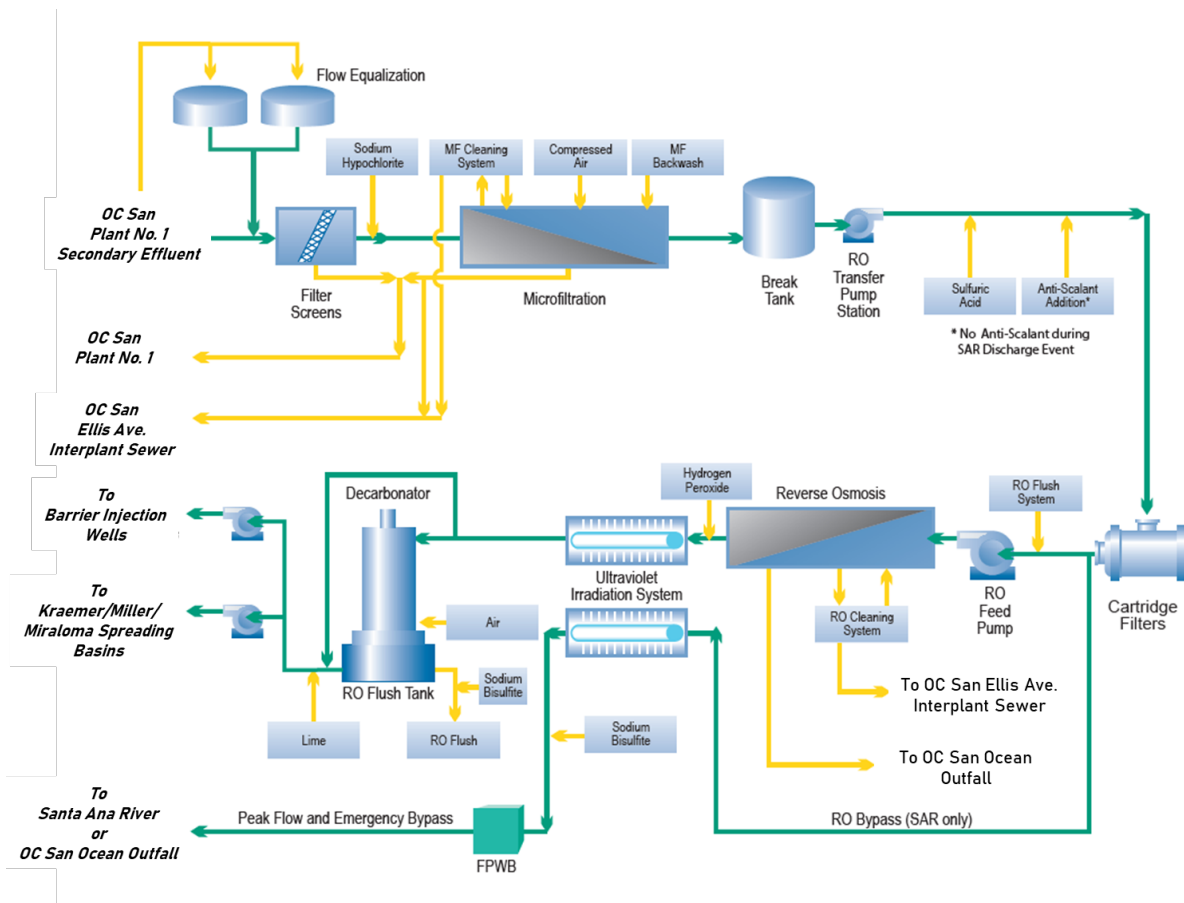 Flow Equalization
Sodium
Hypochlorite
MF Cleaning
System
Compressed
Air
MF
Backwash
OC San
Plant No. 1
Secondary Effluent
Filter
Screens
Microfiltration
Break
Tank
RO
Transfer
Pump
Station
Sulfuric
Acid
Anti-Scalant
Addition*
* No Anti-Scalant during
SAR Discharge Event
OC San
Plant No. 1
OC San
Ellis Ave.
Interplant Sewer
To
Barrier Injection
Wells
Decarbonator
Hydrogen
Peroxide
Reverse Osmosis
RO Flush
System
Ultraviolet
Irradiation System
RO
Feed
Pump
Cartridge
Filters
To
Kraemer/Miller/
Miraloma Spreading
Basins
Air
RO Cleaning
System
RO Flush Tank
Sodium
Bisulfite
To OC San Ellis Ave.
Interplant Sewer
Lime
RO Flush
Sodium
Bisulfite
To OC San Ocean
Outfall
To
Santa Ana River
or
OC San Ocean Outfall
Peak Flow and Emergency Bypass
FPWB
RO Bypass (SAR only)